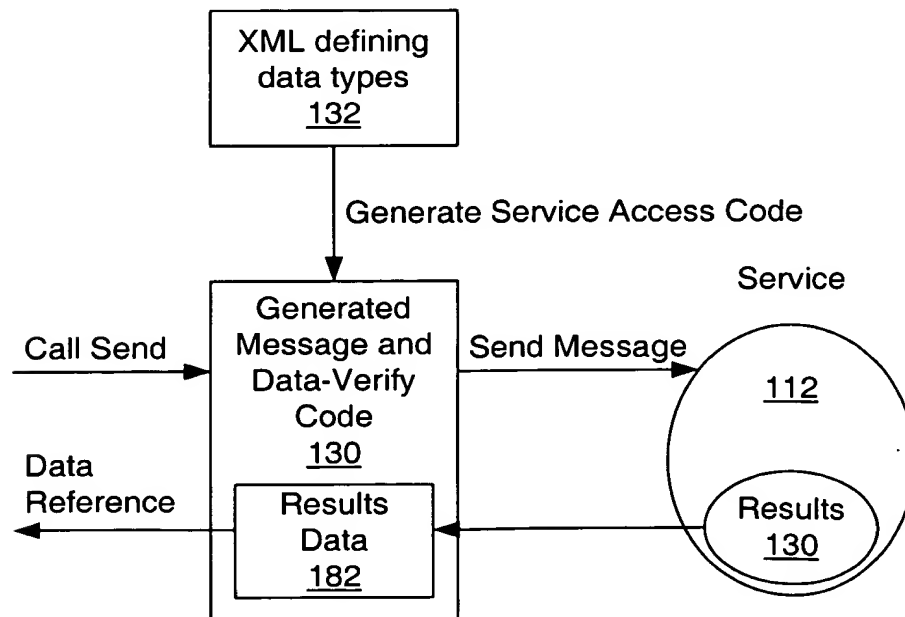 XML defining
data types
132
Generate Service Access Code
Service
Generated
Message and
Data-Verify
Code
130
Call Send
Send Message
112
Data
Reference
Results
Data
182
Results
130